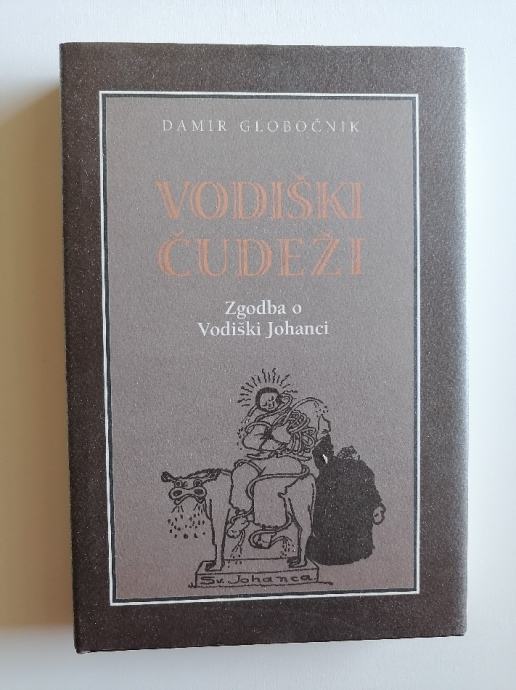 DAMIR GLOBOČNIK
VODIŠKI
ČUDEŽI
Zgodba o
Vodiški Johanci
Sv. Johanca